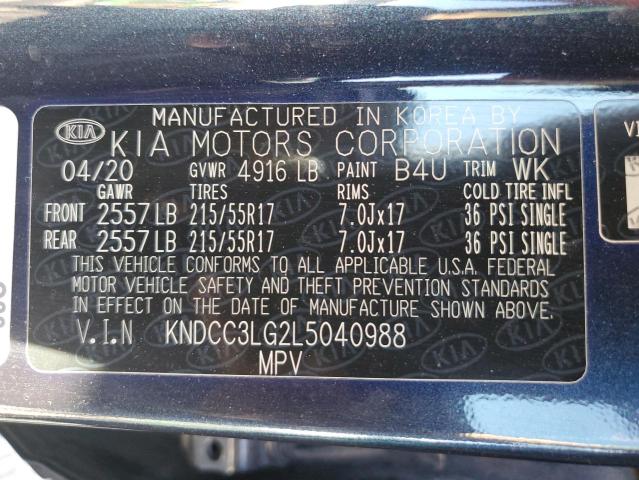 MANUFACTURED IN KOREA BY
KIA KIA MOTORS CORPORATION
04/20 GVWR 4916 LB PAINT B4U TRIM WK
GAWR TIRES RIMS COLD TIRE INFL
FRONT 2557 LB 215/55R17 7.0Jx17 36 PSI SINGLE
REAR 2557 LB 215/55R17 7.0Jx17 36 PSI SINGLE
THIS VEHICLE CONFORMS TO ALL APPLICABLE U.S.A. FEDERAL
MOTOR VEHICLE SAFETY AND THEFT PREVENTION STANDARDS
IN EFFECT ON THE DATE OF MANUFACTURE SHOWN ABOVE.
V.I.N KNDCC3LG2L5040988
MPV